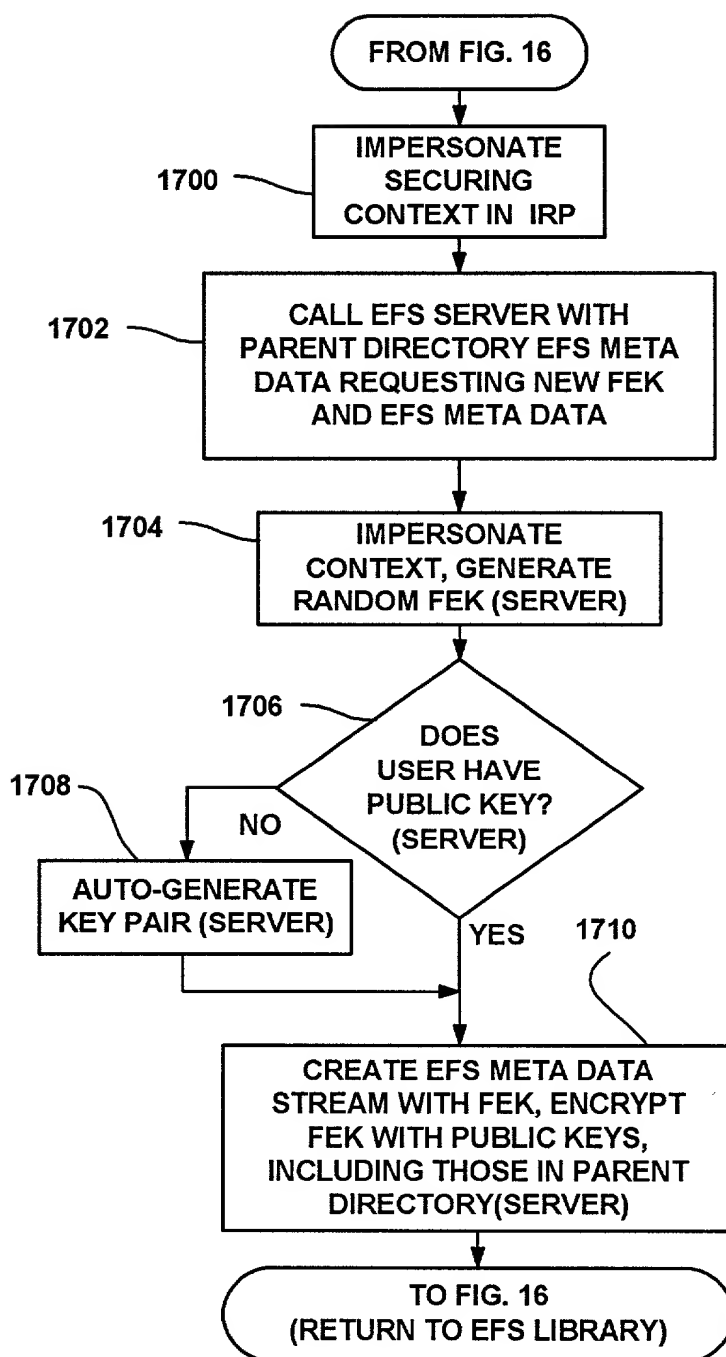 FROM FIG. 16
1700
IMPERSONATE
SECURING
CONTEXT IN IRP
1702
CALL EFS SERVER WITH
PARENT DIRECTORY EFS META
DATA REQUESTING NEW FEK
AND EFS META DATA
1704
IMPERSONATE
CONTEXT, GENERATE
RANDOM FEK (SERVER)
1706
DOES
USER HAVE
PUBLIC KEY?
(SERVER)
1708
NO
AUTO-GENERATE
KEY PAIR (SERVER)
YES
1710
CREATE EFS META DATA
STREAM WITH FEK, ENCRYPT
FEK WITH PUBLIC KEYS,
INCLUDING THOSE IN PARENT
DIRECTORY(SERVER)
TO FIG. 16
(RETURN TO EFS LIBRARY)